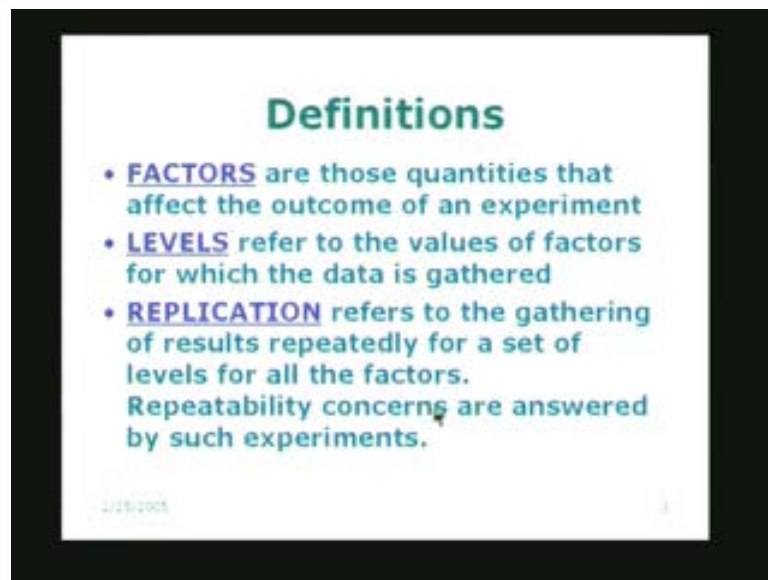 Definitions
• FACTORS are those quantities that
affect the outcome of an experiment
• LEVELS refer to the values of factors
for which the data is gathered
• REPLICATION refers to the gathering
of results repeatedly for a set of
levels for all the factors.
Repeatability concerns are answered
by such experiments.